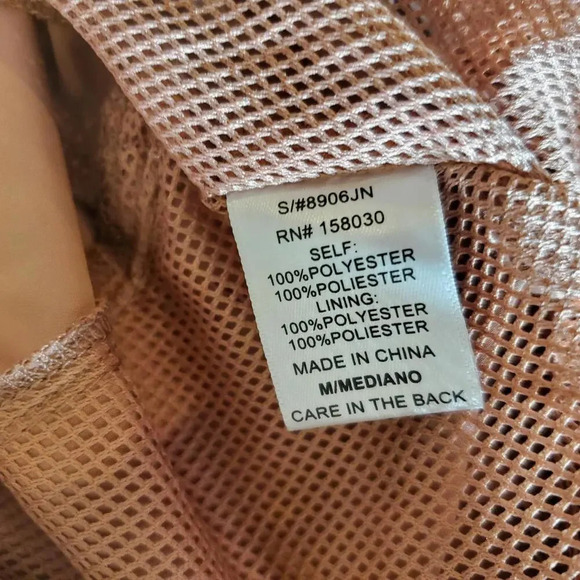 S/#8906JN
RN# 158030
SELF:
100%POLYESTER
100%POLIESTER
LINING:
100%POLYESTER
100%POLIESTER
MADE IN CHINA
M/MEDIANO
CARE IN THE BACK